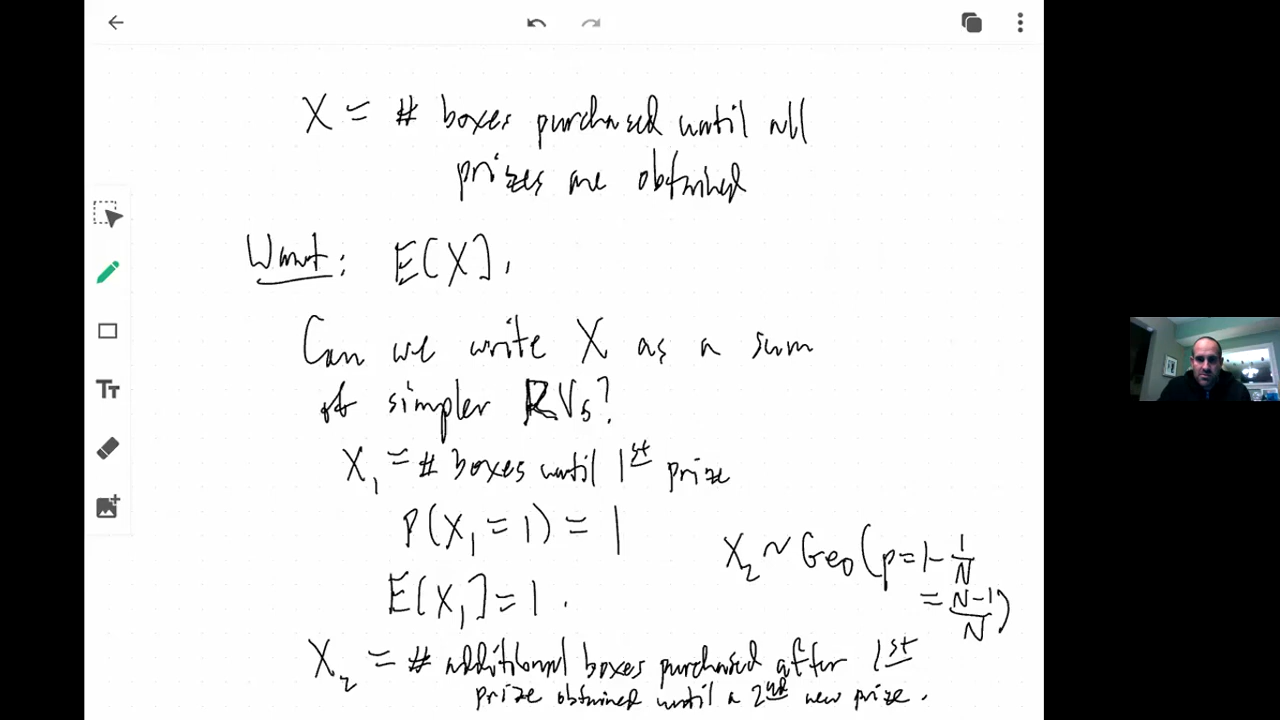 X = # boxes purchased until all
prizes are obtained
Want: E[X].
Can we write X as a sum
of simpler RVs?
X₁ = # boxes until 1st prize
P(X₁ = 1) = 1
E[X₁] = 1.
X₂ ~ Geo(p = 1 - 1/N
= N-1/N)
X₂ = # additional boxes purchased after 1st
prize obtained until a 2nd new prize.
TT